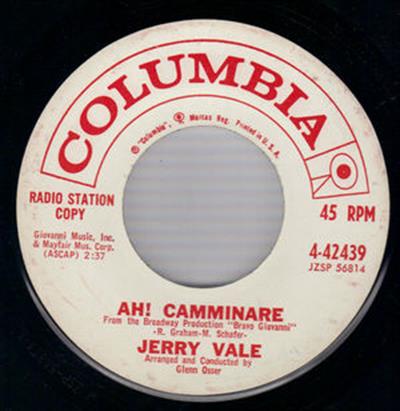 COLUMBIA
® "Columbia", ®, Marcas Reg. Printed in U.S.A.
RADIO STATION
COPY
45 RPM
Giovanni Music, Inc.
& Mayfair Mus. Corp.
(ASCAP) 2:37
4-42439
JZSP 56814
AH! CAMMINARE
From the Broadway Production "Bravo Giovanni"
-R. Graham-M. Schafer-
JERRY VALE
Arranged and Conducted by
Glenn Osser